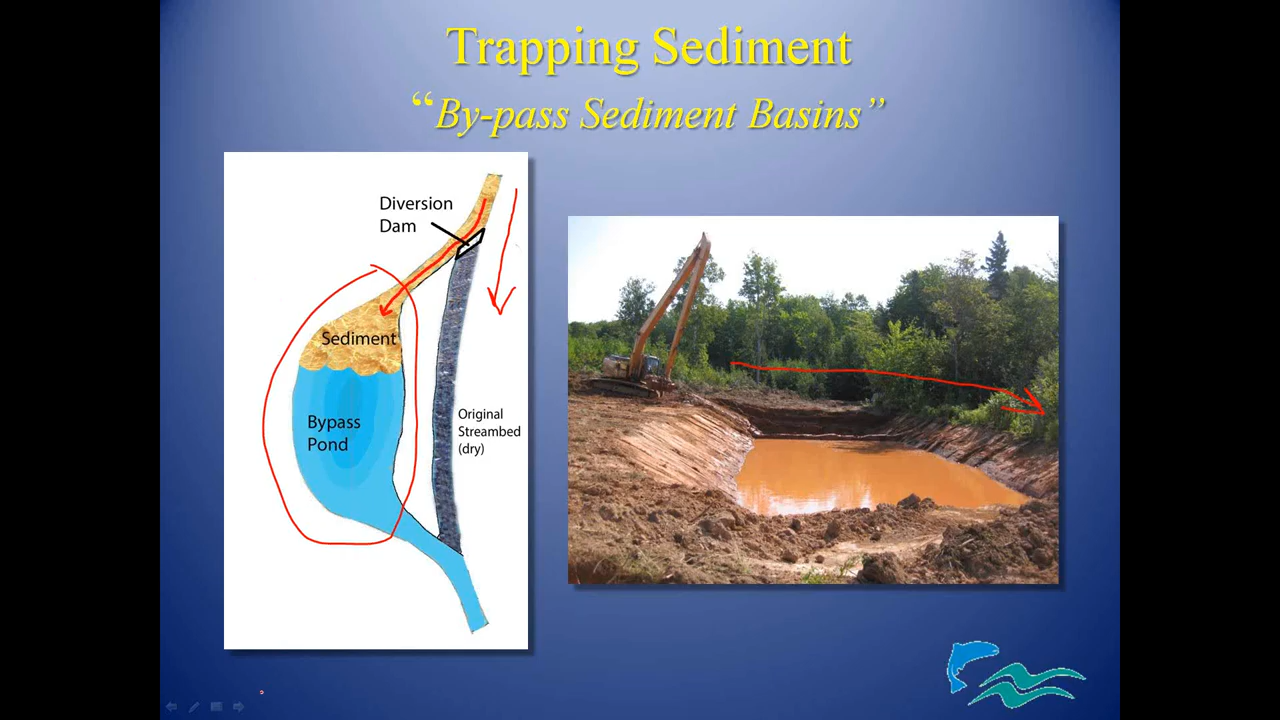 Trapping Sediment
“By-pass Sediment Basins”
Diversion
Dam
Sediment
Bypass
Pond
Original
Streambed
(dry)